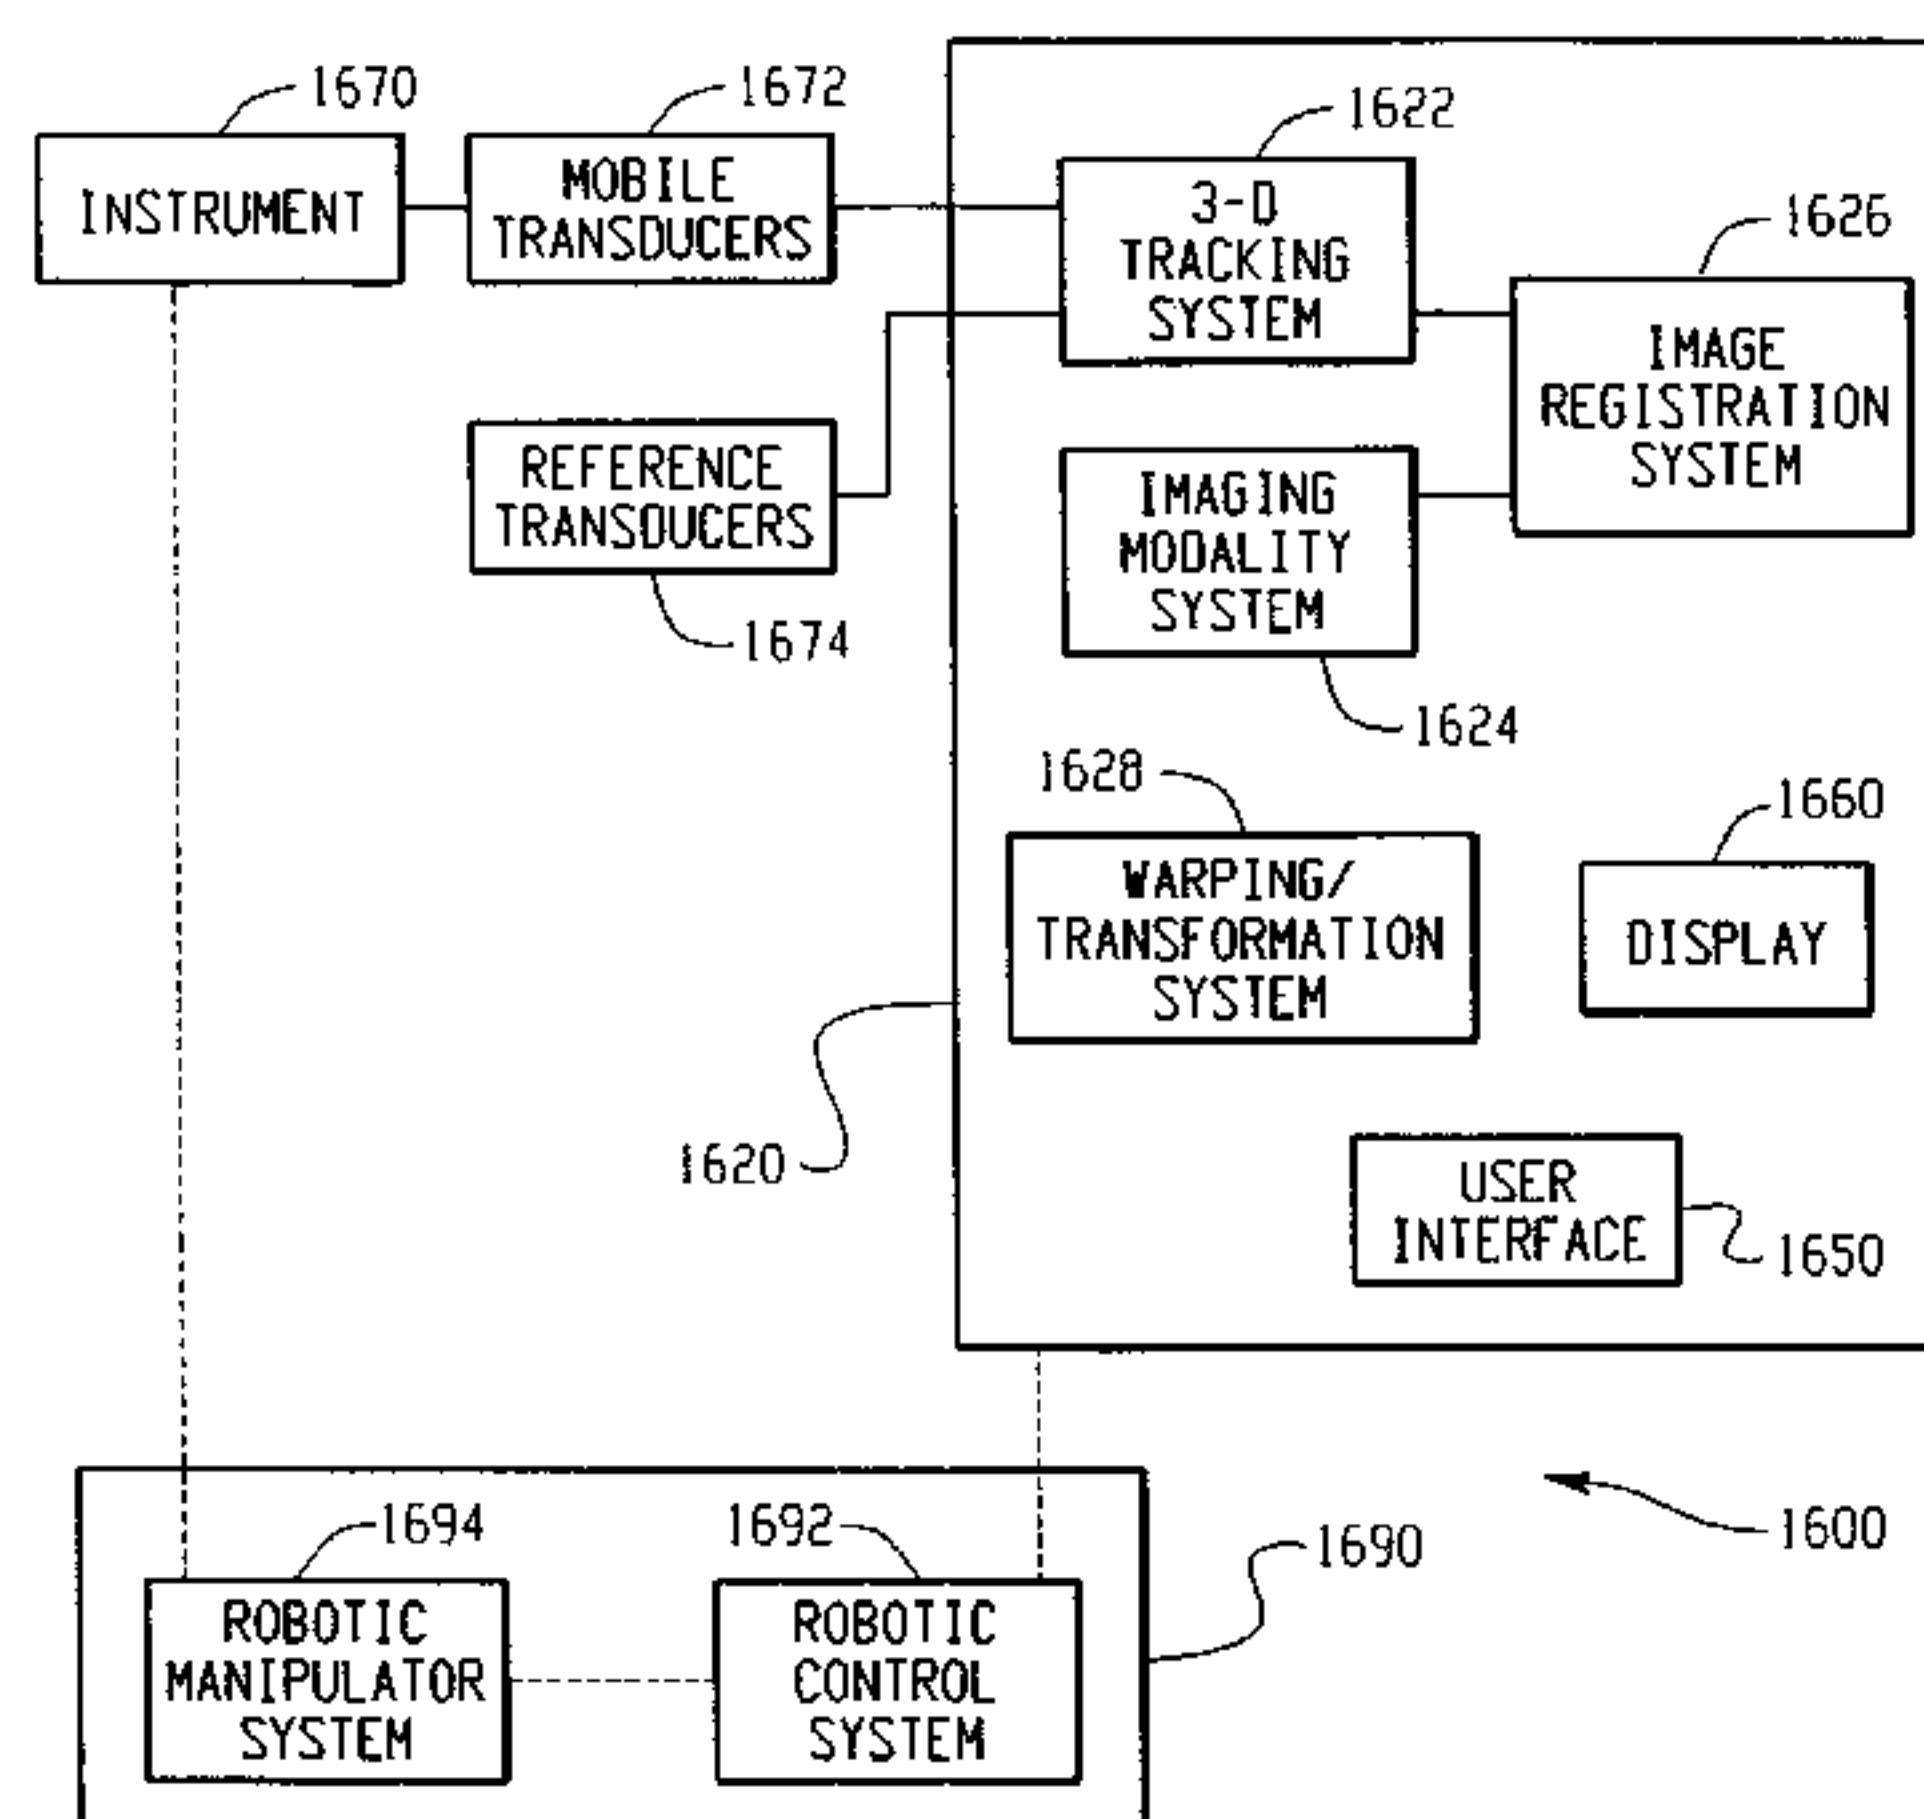 1670
1672
1622
1626
INSTRUMENT
MOBILE
TRANSDUCERS
3-D
TRACKING
SYSTEM
IMAGE
REGISTRATION
SYSTEM
REFERENCE
TRANSDUCERS
1674
IMAGING
MODALITY
SYSTEM
1624
1628
1660
WARPING/
TRANSFORMATION
SYSTEM
DISPLAY
1620
USER
INTERFACE
1650
1694
1692
1690
1600
ROBOTIC
MANIPULATOR
SYSTEM
ROBOTIC
CONTROL
SYSTEM